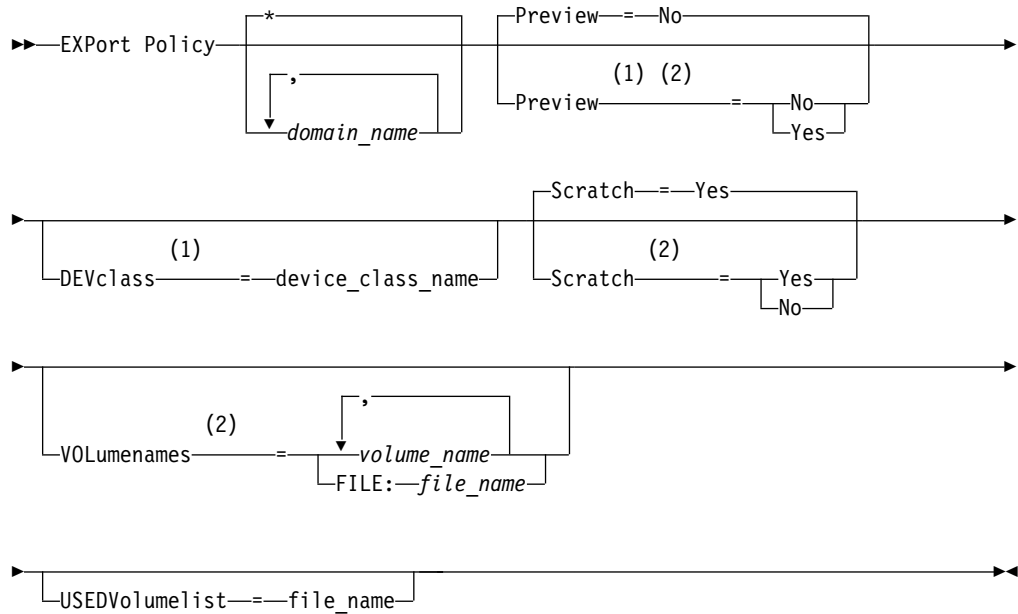 *
Preview = No
EXPort Policy
,
(1) (2)
domain_name
Preview = No
Yes
Scratch = Yes
(1)
(2)
DEVclass = device_class_name
Scratch = Yes
No
,
(2)
VOLumenames = volume_name
FILE: file_name
USEDVolumelist = file_name